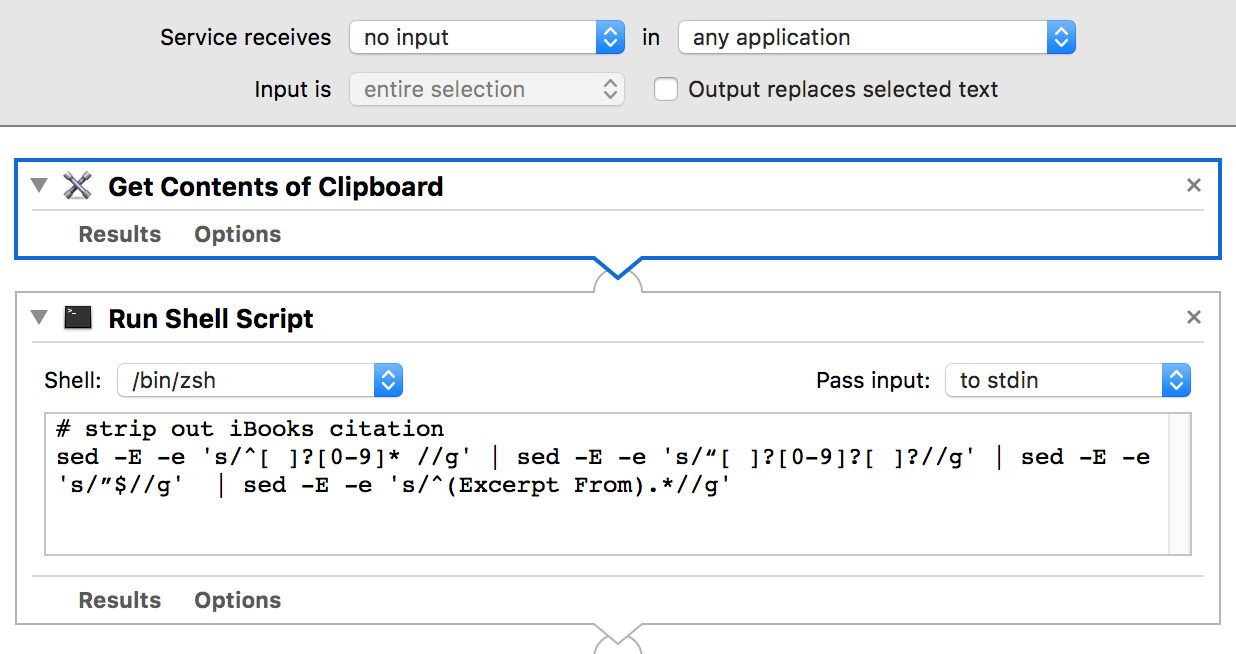 Service receives no input in any application
Input is entire selection Output replaces selected text
Get Contents of Clipboard
Results Options
Run Shell Script
Shell: /bin/zsh Pass input: to stdin
# strip out iBooks citation
sed -E -e 's/^[ ]?[0-9]* //g' | sed -E -e 's/“[ ]?[0-9]?[ ]?//g' | sed -E -e
's/”$//g'  | sed -E -e 's/^(Excerpt From).*//g'
Results Options